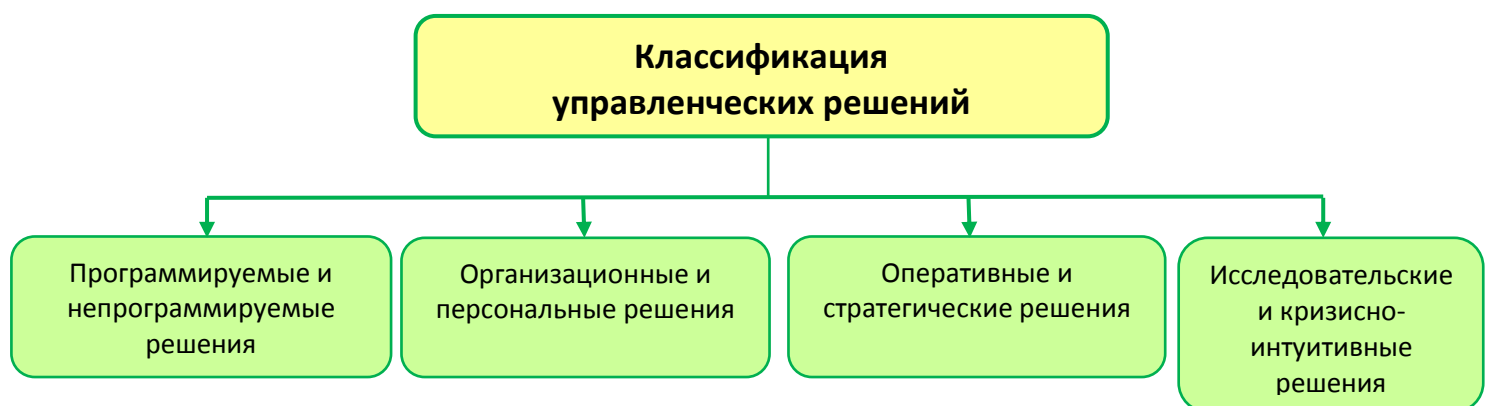 Классификация
управленческих решений
Программируемые и
непрограммируемые
решения
Организационные и
персональные решения
Оперативные и
стратегические решения
Исследовательские
и кризисно-
интуитивные
решения